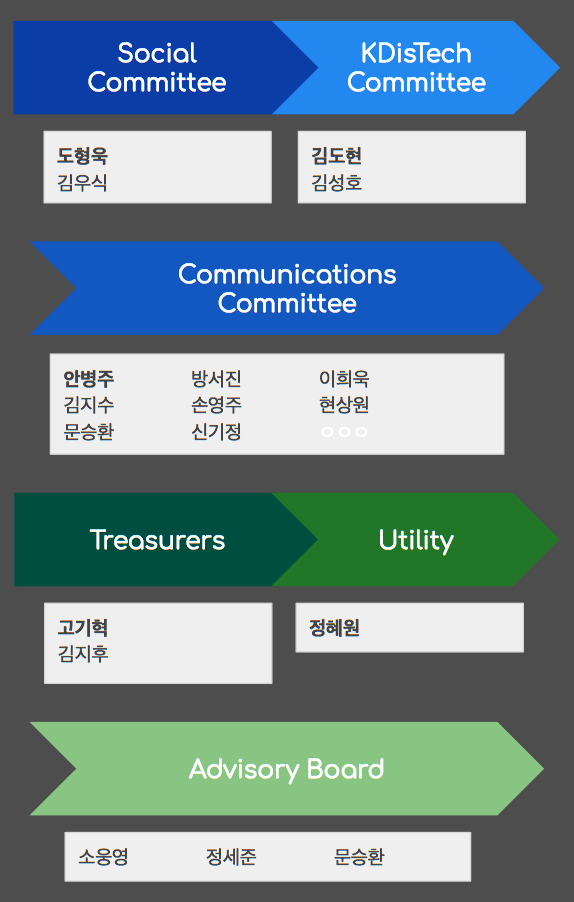 Social
Committee
KDisTech
Committee
도형욱
김우식
김도현
김성호
Communications
Committee
안병주 방서진 이희욱
김지수 손영주 현상원
문승환 신기정 ㅇㅇㅇ
Treasurers
Utility
고기혁
김지후
정혜원
Advisory Board
소웅영 정세준 문승환